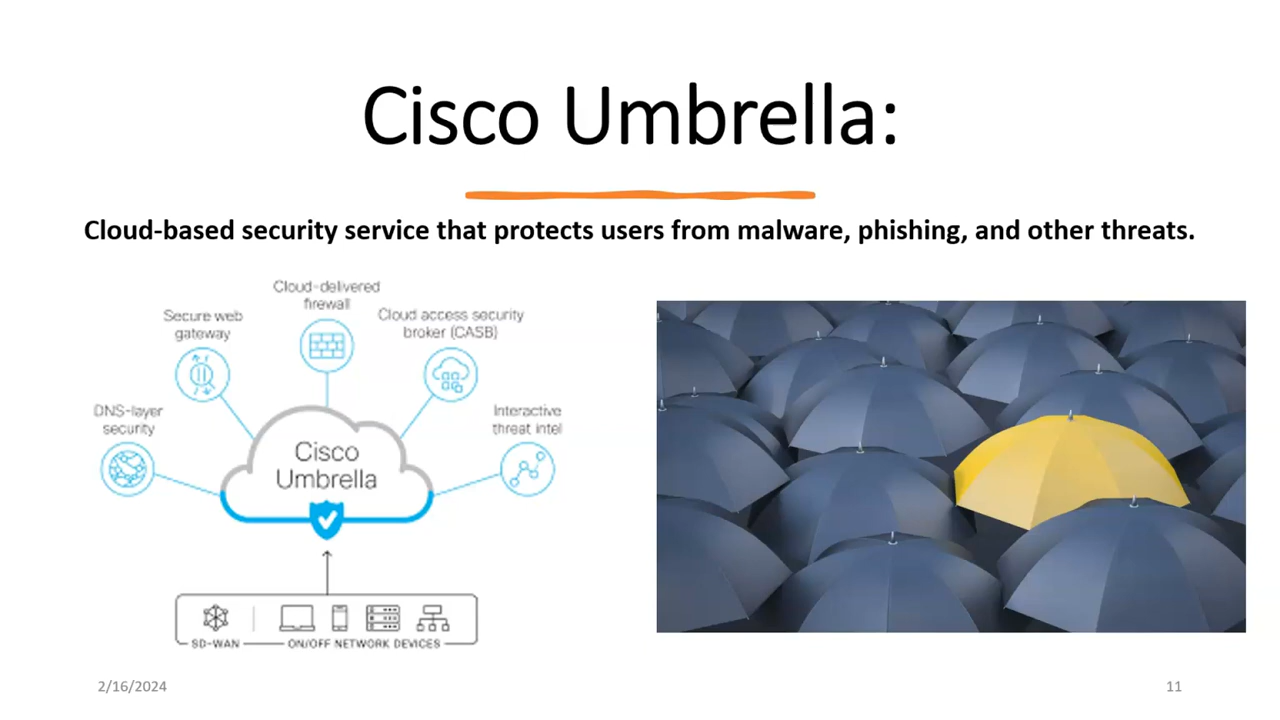 Cisco Umbrella:
Cloud-based security service that protects users from malware, phishing, and other threats.
Cloud-delivered
firewall
Secure web
gateway
Cloud access security
broker (CASB)
DNS-layer
security
Interactive
threat intel
Cisco
Umbrella
SD-WAN
ON/OFF NETWORK DEVICES
2/16/2024
11